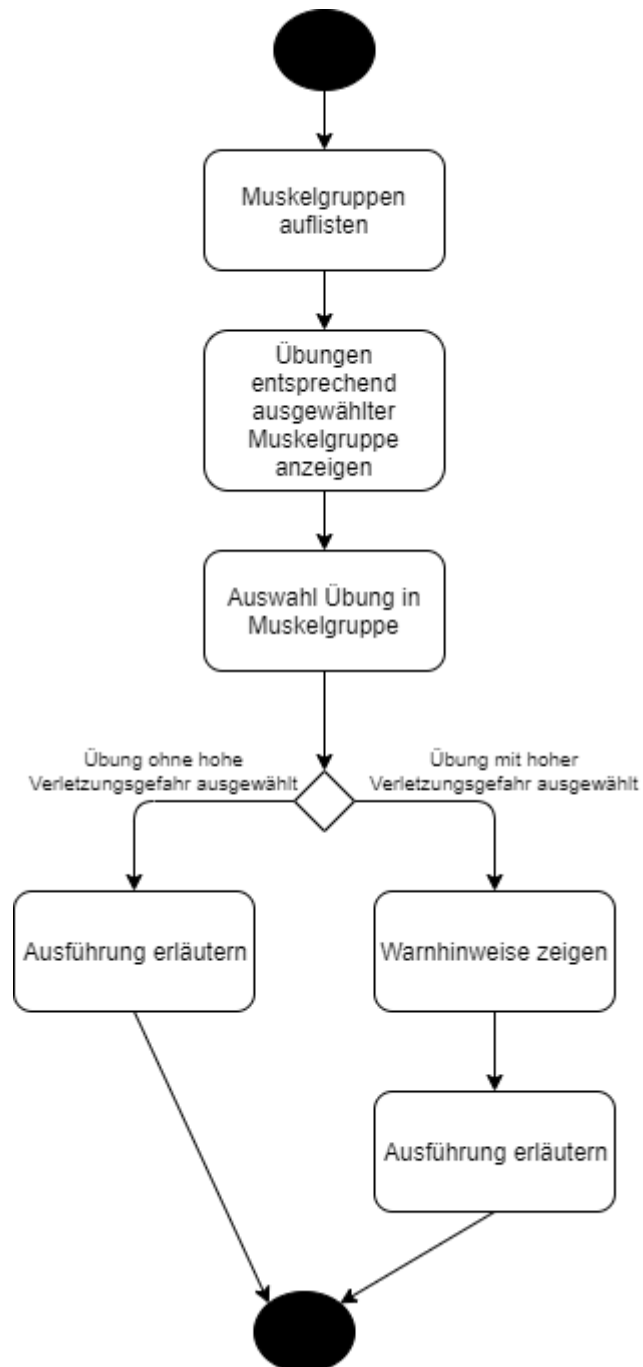 Muskelgruppen
auflisten
Übungen
entsprechend
ausgewählter
Muskelgruppe
anzeigen
Auswahl Übung in
Muskelgruppe
Übung ohne hohe
Verletzungsgefahr ausgewählt
Übung mit hoher
Verletzungsgefahr ausgewählt
Ausführung erläutern
Warnhinweise zeigen
Ausführung erläutern